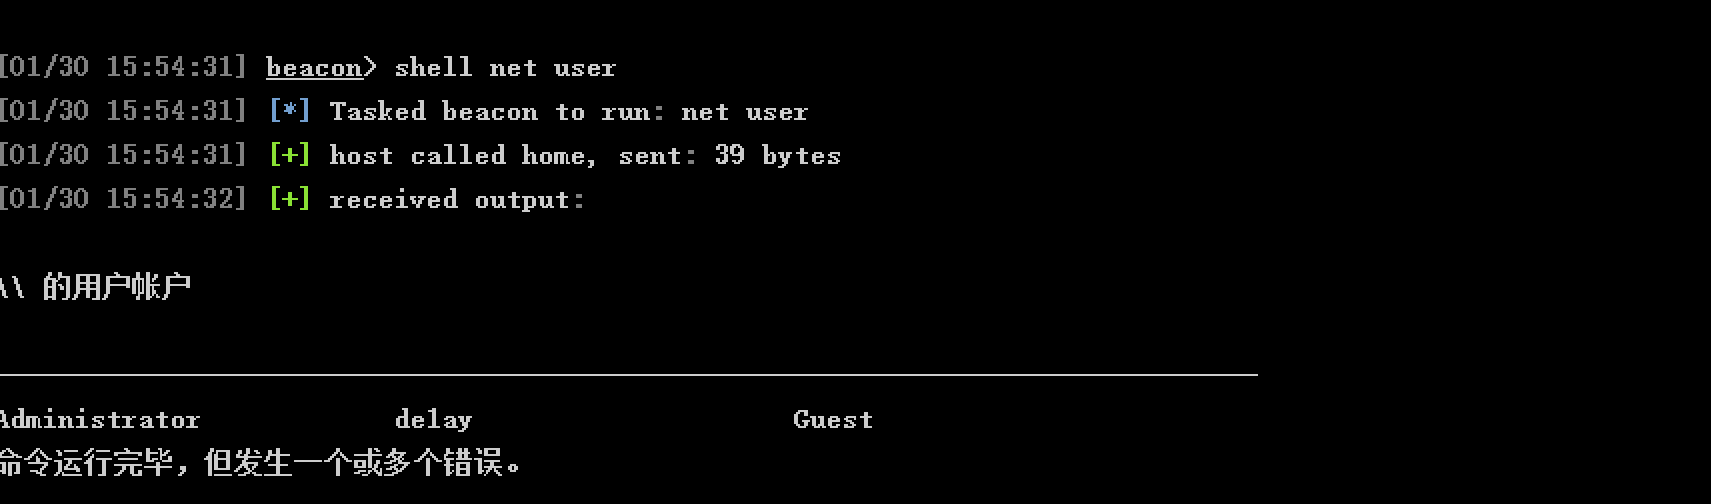 [01/30 15:54:31] beacon> shell net user
[01/30 15:54:31] [*] Tasked beacon to run: net user
[01/30 15:54:31] [+] host called home, sent: 39 bytes
[01/30 15:54:32] [+] received output:
\\ 的用户帐户
Administrator delay Guest
命令运行完毕，但发生一个或多个错误。